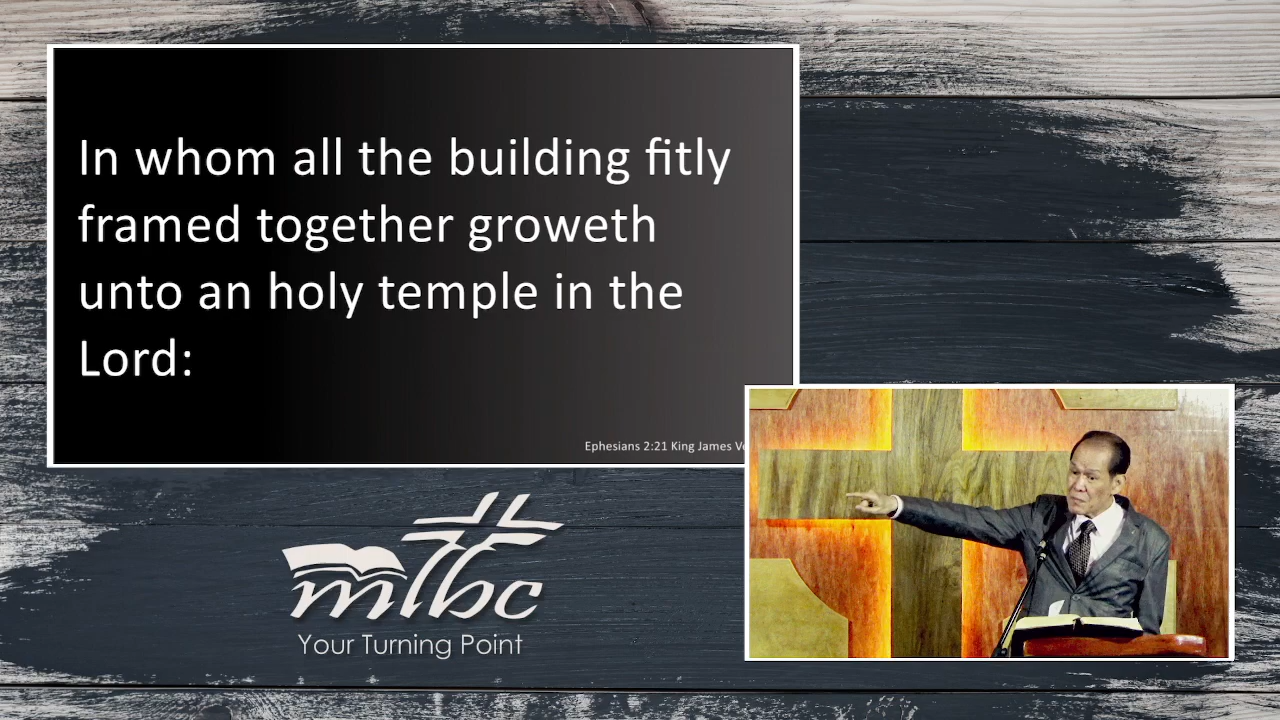 In whom all the building fitly
framed together groweth
unto an holy temple in the
Lord:
Ephesians 2:21 King James
mlbc
Your Turning Point